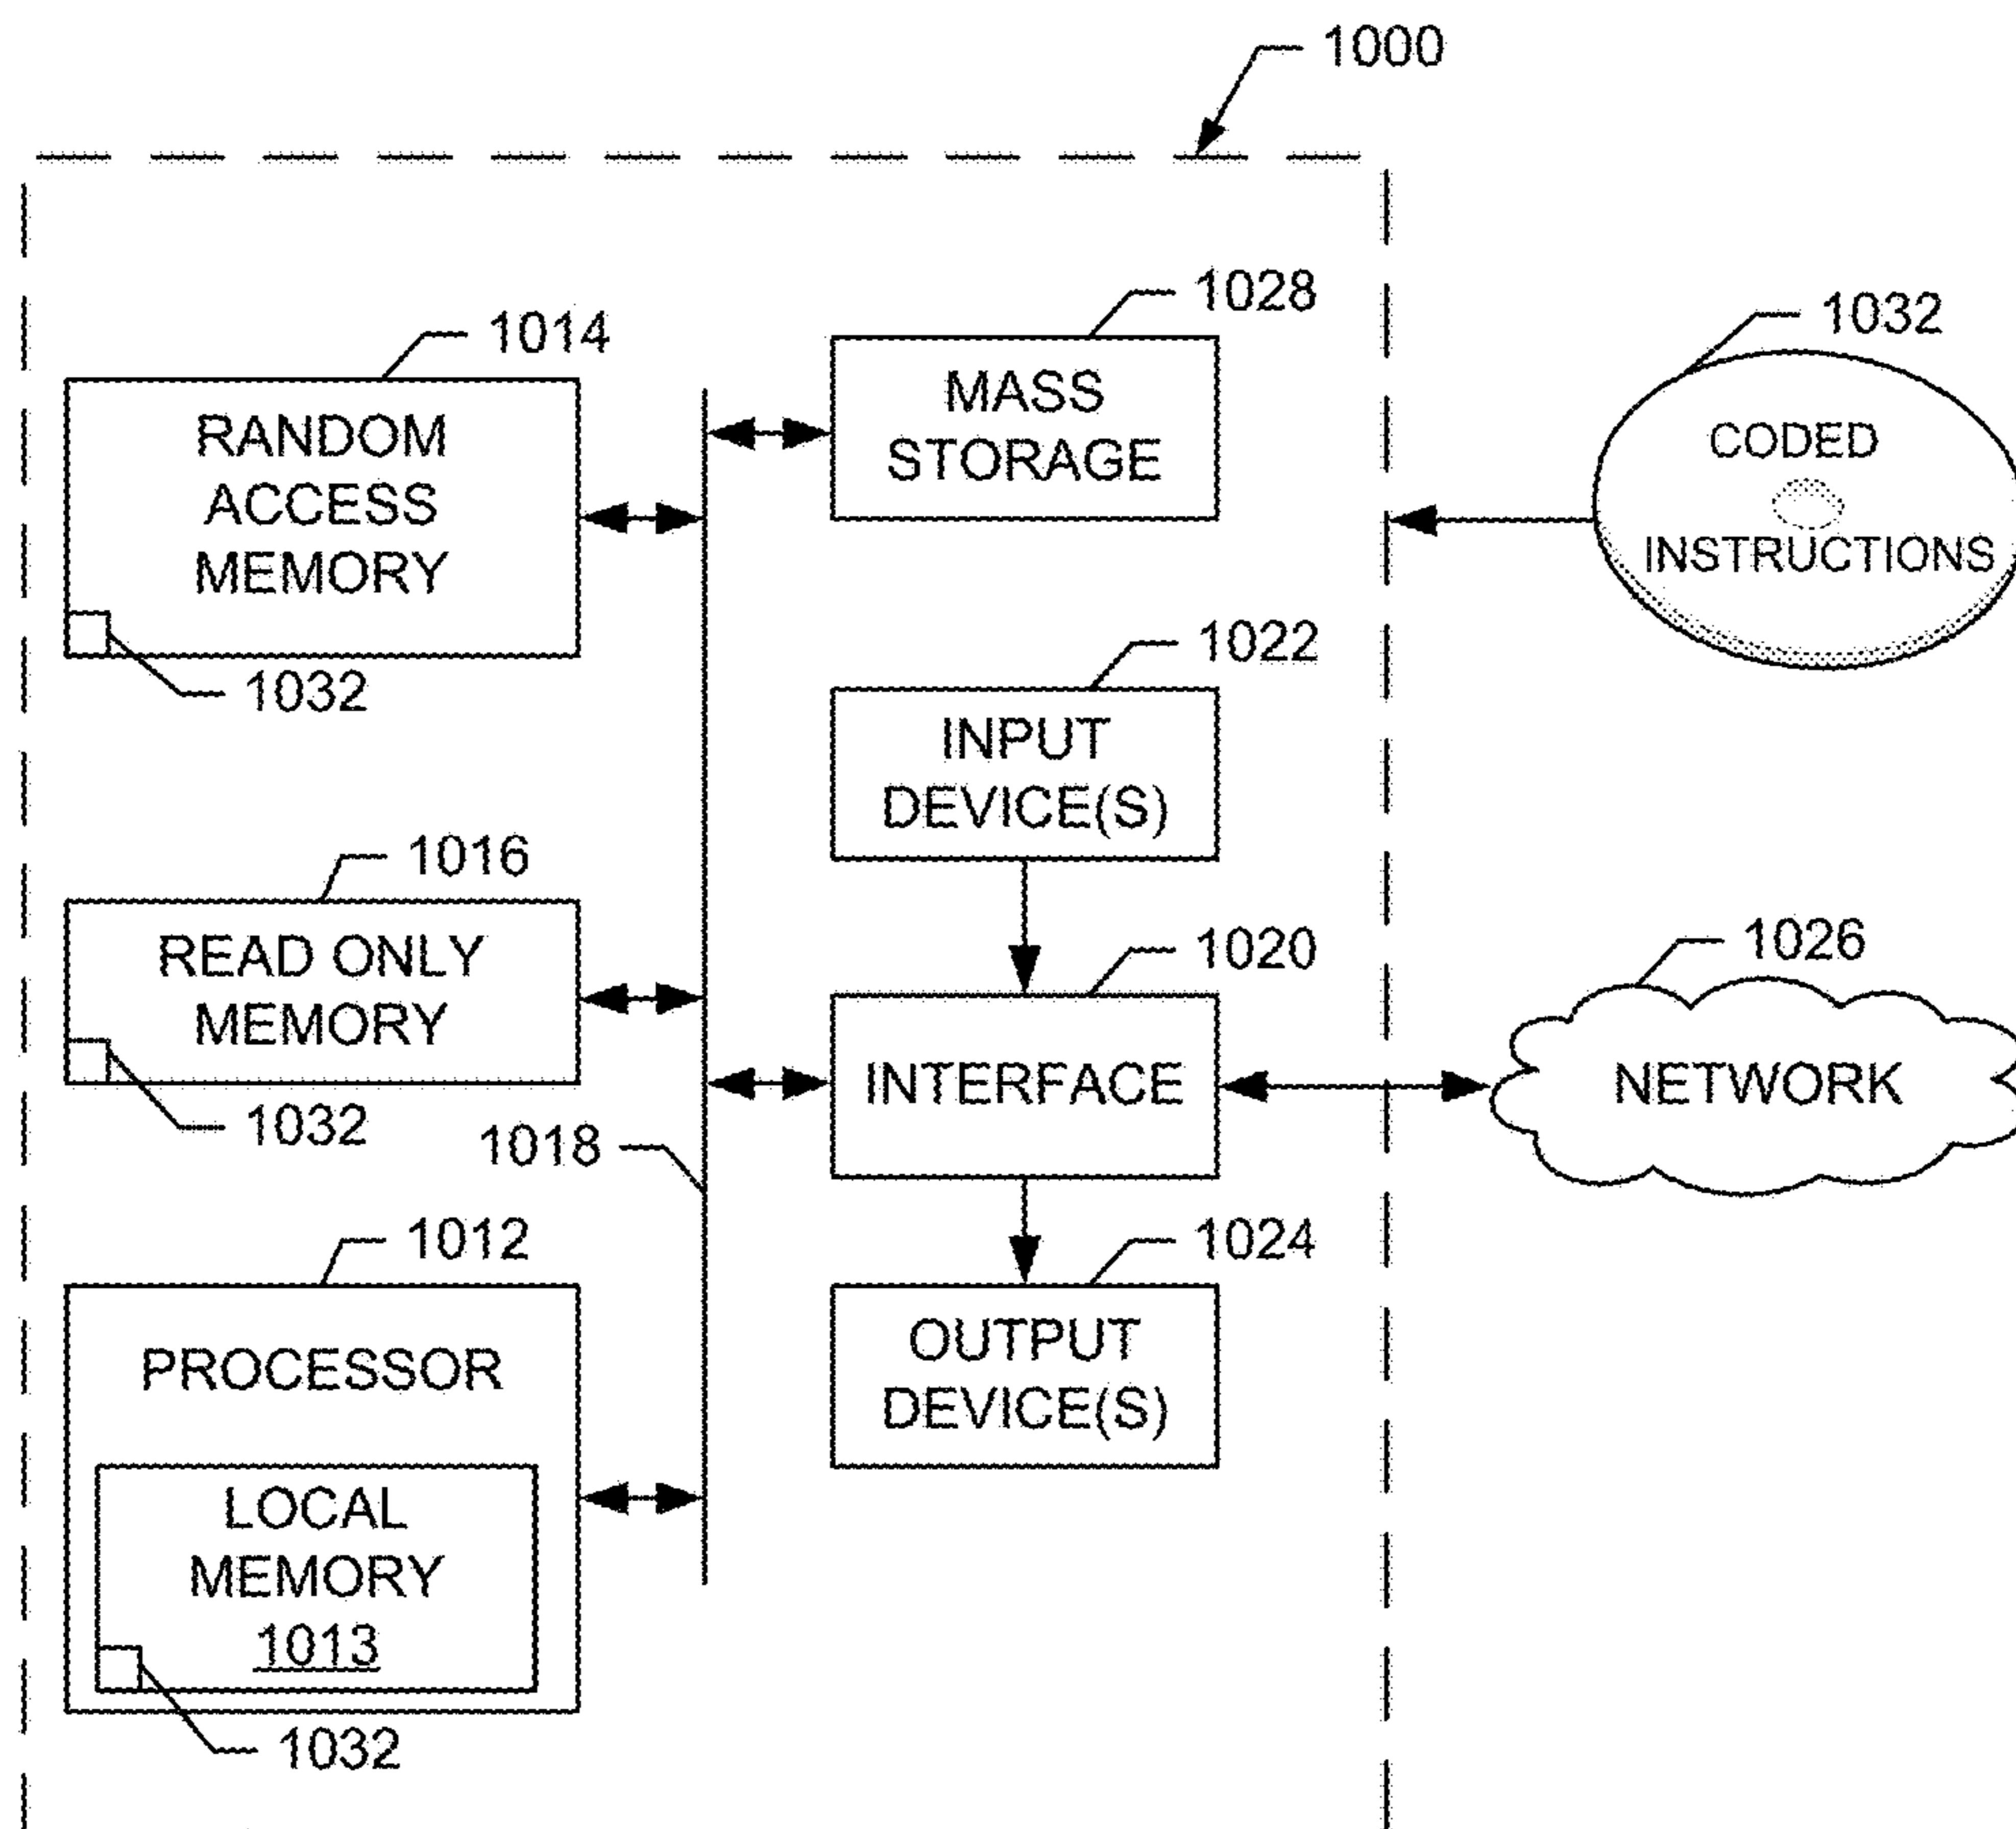 1000
1028
1014
1032
MASS
STORAGE
RANDOM
ACCESS
MEMORY
CODED
INSTRUCTIONS
1032
1022
INPUT
DEVICE(S)
1016
1020
1026
READ ONLY
MEMORY
INTERFACE
NETWORK
1032
1018
1012
1024
PROCESSOR
OUTPUT
DEVICE(S)
LOCAL
MEMORY
1013
1032